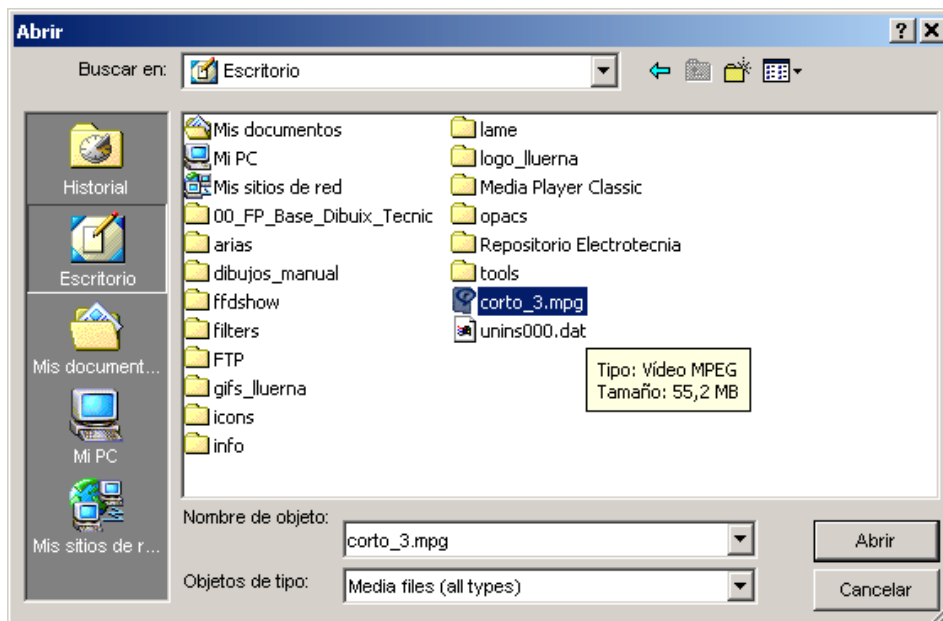 Abrir
Buscar en:
Escritorio
Historial
Escritorio
Mis document...
Mi PC
Mis sitios de r...
Mis documentos
Mi PC
Mis sitios de red
00_FP_Base_Dibuix_Tecnic
arias
dibujos_manual
ffdshow
filters
FTP
gifs_lluerna
icons
info
lame
logo_lluerna
Media Player Classic
opacs
Repositorio Electrotecnia
tools
corto_3.mpg
unins000.dat
Tipo: Vídeo MPEG
Tamaño: 55,2 MB
Nombre de objeto:
corto_3.mpg
Abrir
Objetos de tipo:
Media files (all types)
Cancelar